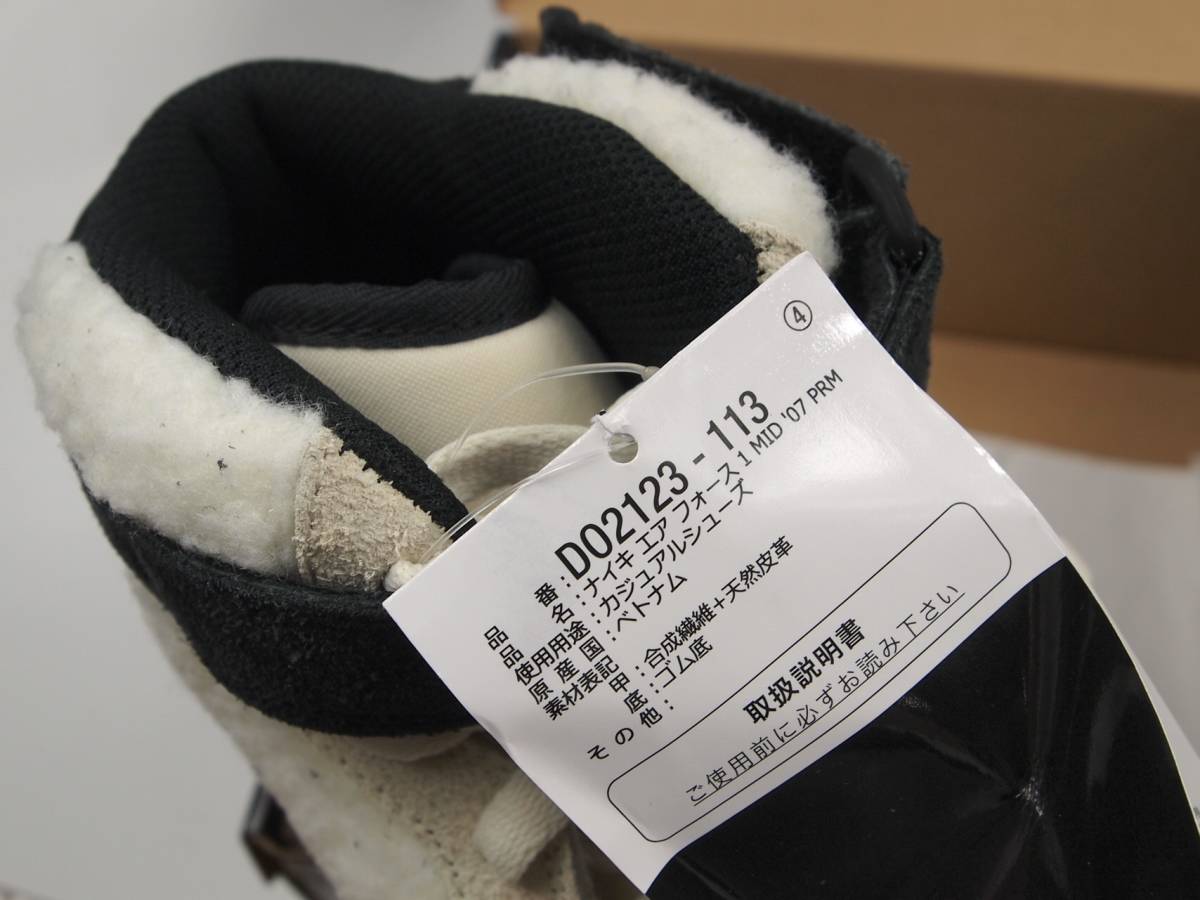 ④
品番：DO2123 - 113
品名：ナイキ エア フォース 1 MID '07 PRM
使用用途：カジュアルシューズ
原産国：ベトナム
素材表記
甲：合成繊維＋天然皮革
底：ゴム底
その他：
取扱説明書
ご使用前に必ずお読み下さい